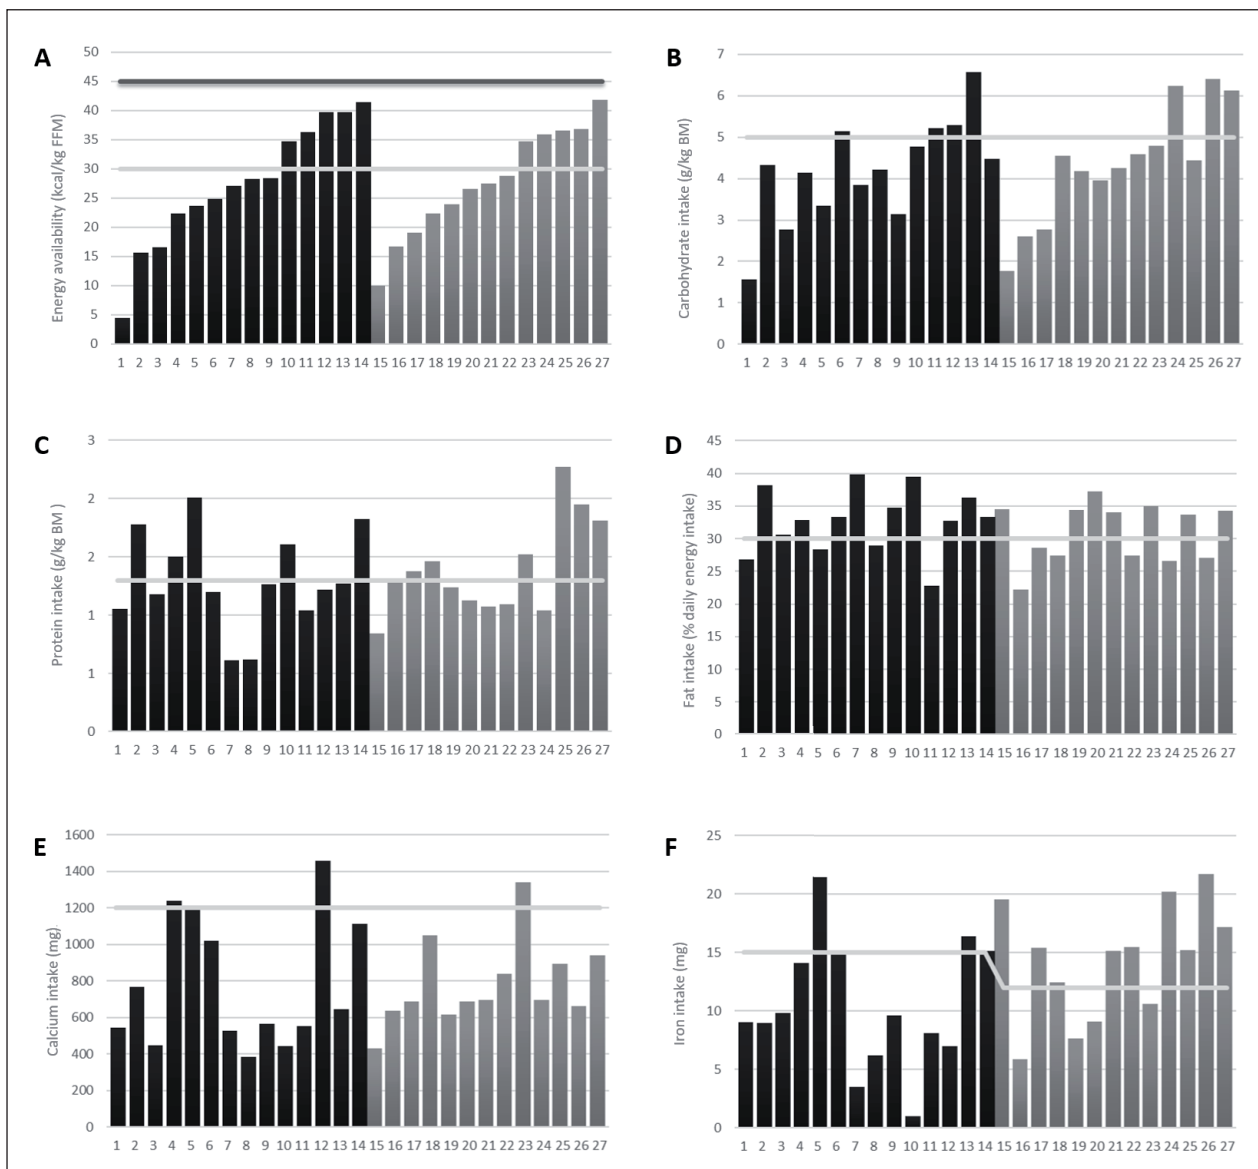 A
Energy availability (kcal/kg FFM)
50
45
40
35
30
25
20
15
10
5
0
1 2 3 4 5 6 7 8 9 10 11 12 13 14 15 16 17 18 19 20 21 22 23 24 25 26 27
B
Carbohydrate intake (g/kg BM)
7
6
5
4
3
2
1
0
1 2 3 4 5 6 7 8 9 10 11 12 13 14 15 16 17 18 19 20 21 22 23 24 25 26 27
C
Protein intake (g/kg BM )
3
2
2
1
1
0
1 2 3 4 5 6 7 8 9 10 11 12 13 14 15 16 17 18 19 20 21 22 23 24 25 26 27
D
Fat intake (% daily energy intake)
45
40
35
30
25
20
15
10
5
0
1 2 3 4 5 6 7 8 9 10 11 12 13 14 15 16 17 18 19 20 21 22 23 24 25 26 27
E
Calcium intake (mg)
1600
1400
1200
1000
800
600
400
200
0
1 2 3 4 5 6 7 8 9 10 11 12 13 14 15 16 17 18 19 20 21 22 23 24 25 26 27
F
Iron intake (mg)
25
20
15
10
5
0
1 2 3 4 5 6 7 8 9 10 11 12 13 14 15 16 17 18 19 20 21 22 23 24 25 26 27